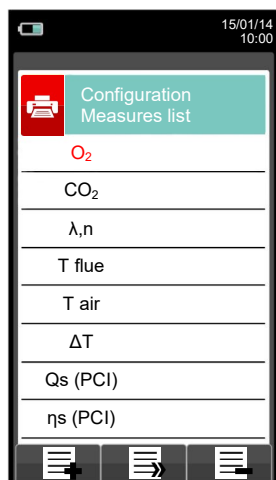 15/01/14
10:00
Configuration
Measures list
O₂
CO₂
λ,n
T flue
T air
ΔT
Qs (PCI)
ηs (PCI)